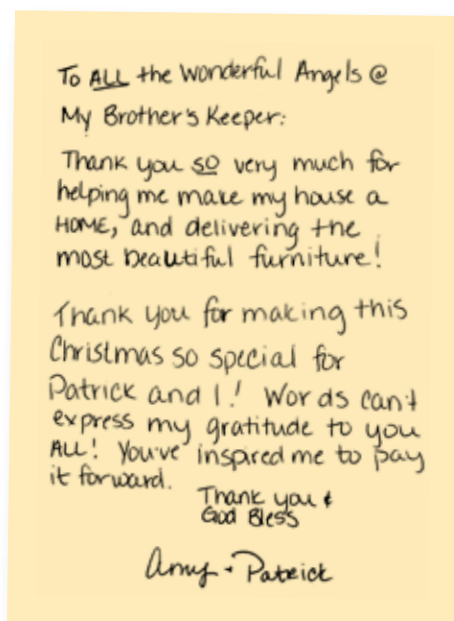 To ALL the wonderful Angels @
My Brother's Keeper:
Thank you so very much for
helping me make my house a
HOME, and delivering the
most beautiful furniture!
Thank you for making this
Christmas so special for
Patrick and I! Words can't
express my gratitude to you
ALL! You've inspired me to pay
it forward.
Thank you &
God Bless
Amy + Patrick